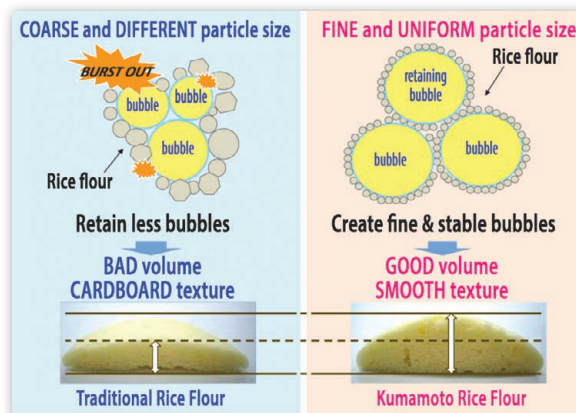 COARSE and DIFFERENT particle size
BURST OUT
bubble
bubble
bubble
Rice flour
Retain less bubbles
BAD volume
CARDBOARD texture
Traditional Rice Flour
FINE and UNIFORM particle size
retaining
bubble
Rice flour
bubble
bubble
Create fine & stable bubbles
GOOD volume
SMOOTH texture
Kumamoto Rice Flour